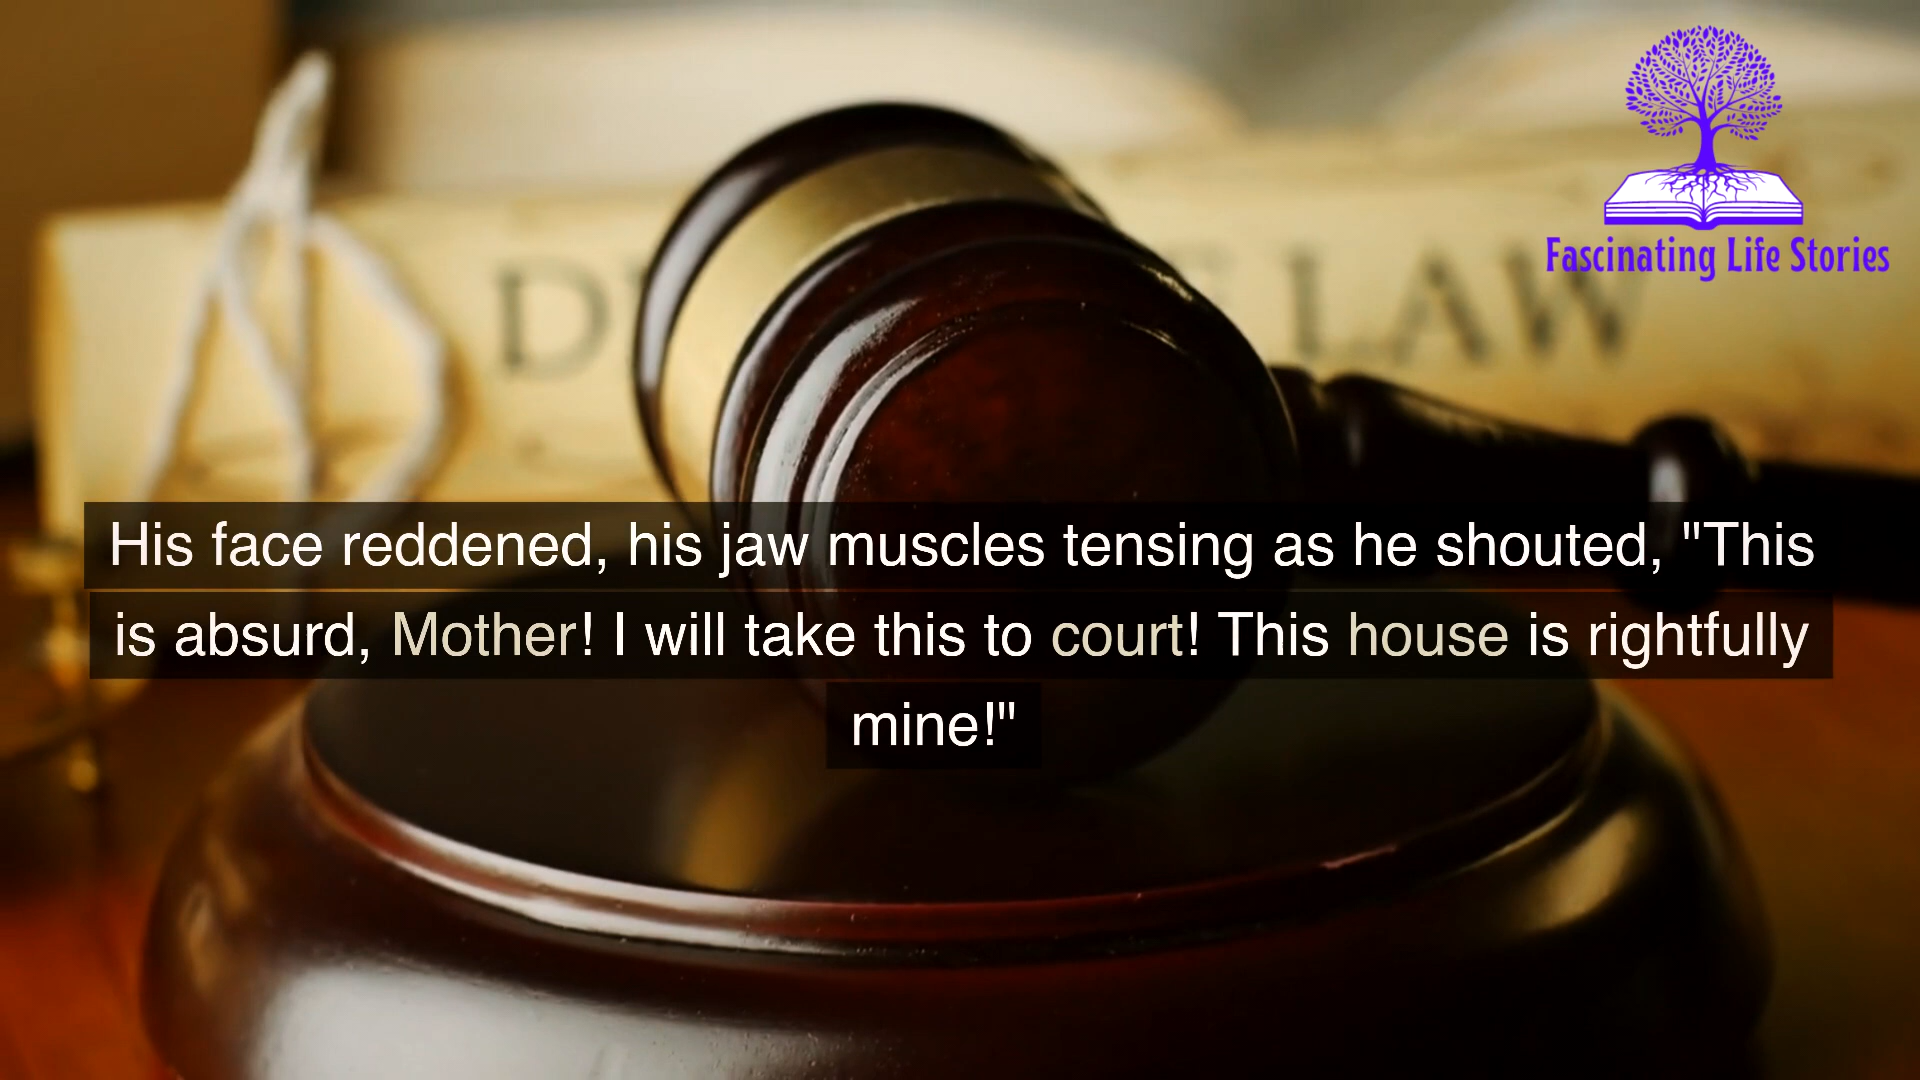 Fascinating Life Stories
D LAW
His face reddened, his jaw muscles tensing as he shouted, "This
is absurd, Mother! I will take this to court! This house is rightfully
mine!"